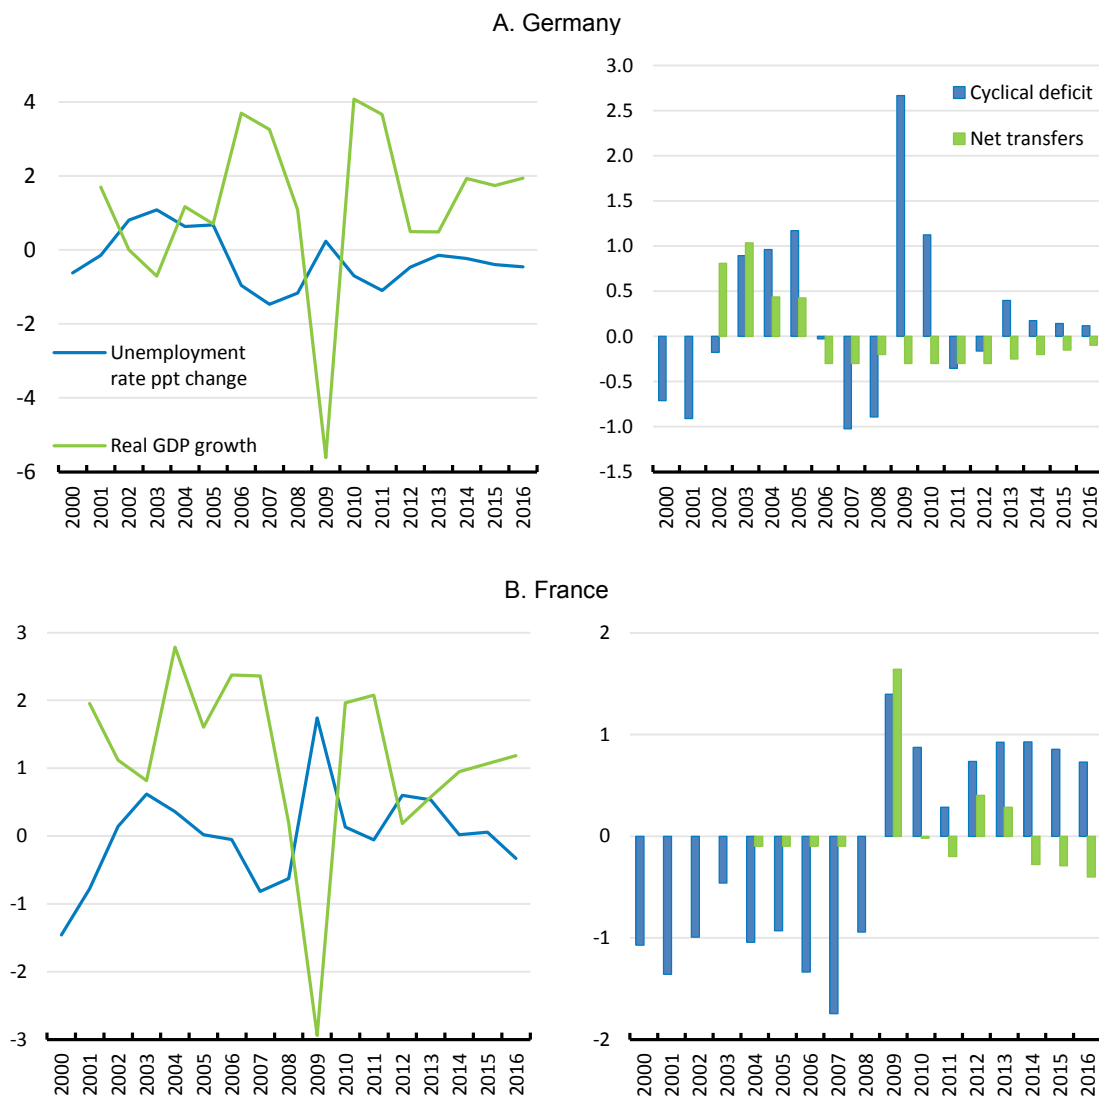 A. Germany
4
2
0
-2
-4
-6
Unemployment
rate ppt change
Real GDP growth
2000 2001 2002 2003 2004 2005 2006 2007 2008 2009 2010 2011 2012 2013 2014 2015 2016
3.0
2.5
2.0
1.5
1.0
0.5
0.0
-0.5
-1.0
-1.5
Cyclical deficit
Net transfers
2000 2001 2002 2003 2004 2005 2006 2007 2008 2009 2010 2011 2012 2013 2014 2015 2016
B. France
3
2
1
0
-1
-2
-3
2000 2001 2002 2003 2004 2005 2006 2007 2008 2009 2010 2011 2012 2013 2014 2015 2016
2
1
0
-1
-2
2000 2001 2002 2003 2004 2005 2006 2007 2008 2009 2010 2011 2012 2013 2014 2015 2016